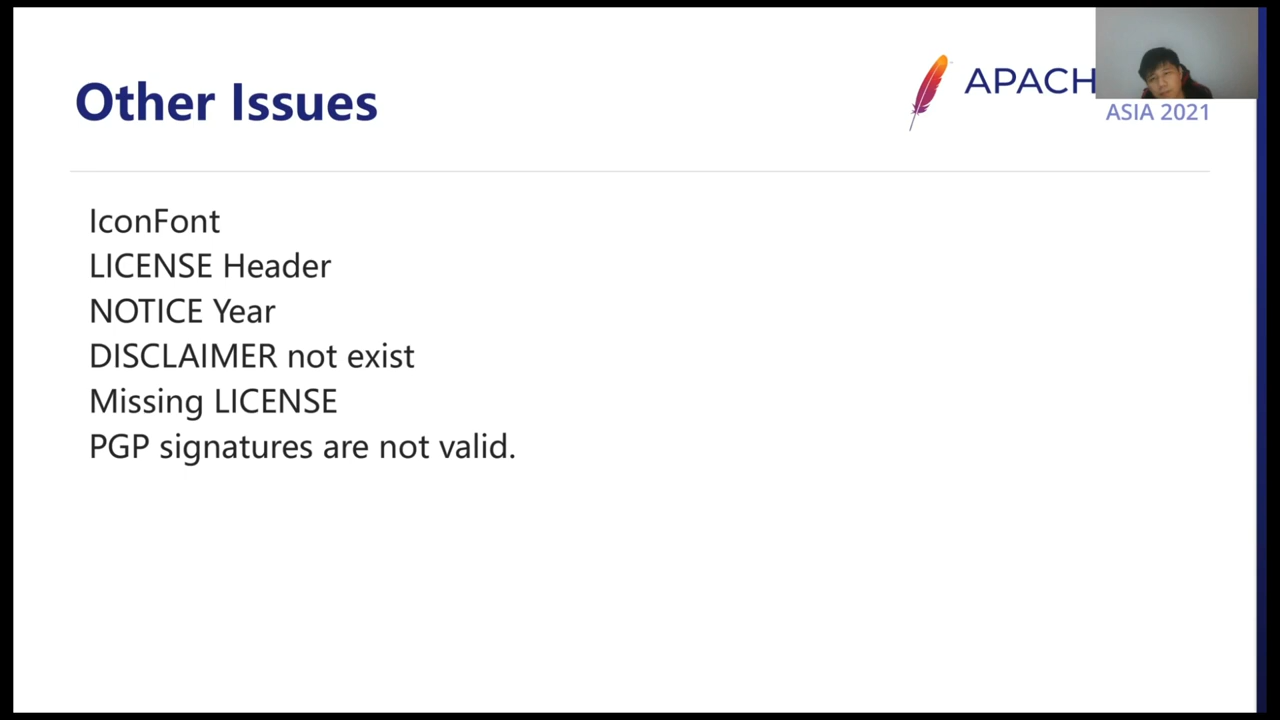 Other Issues
APACH
ASIA 2021
IconFont
LICENSE Header
NOTICE Year
DISCLAIMER not exist
Missing LICENSE
PGP signatures are not valid.